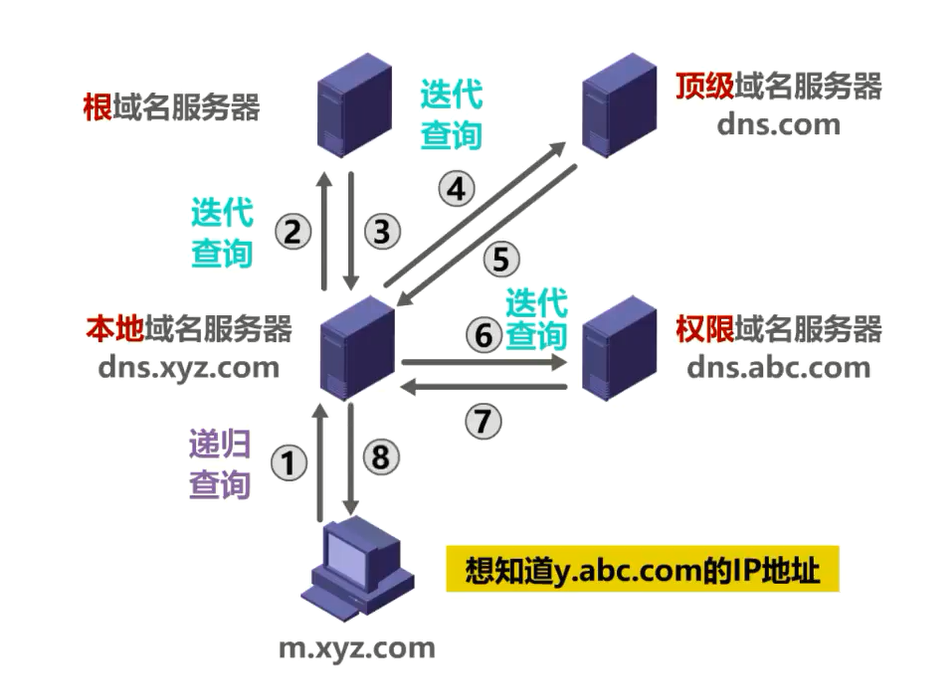 根域名服务器
迭代
查询
顶级域名服务器
dns.com
迭代
查询
②
③
④
⑤
本地域名服务器
dns.xyz.com
⑥
迭代
查询
权限域名服务器
dns.abc.com
⑦
递归
查询
①
⑧
想知道y.abc.com的IP地址
m.xyz.com